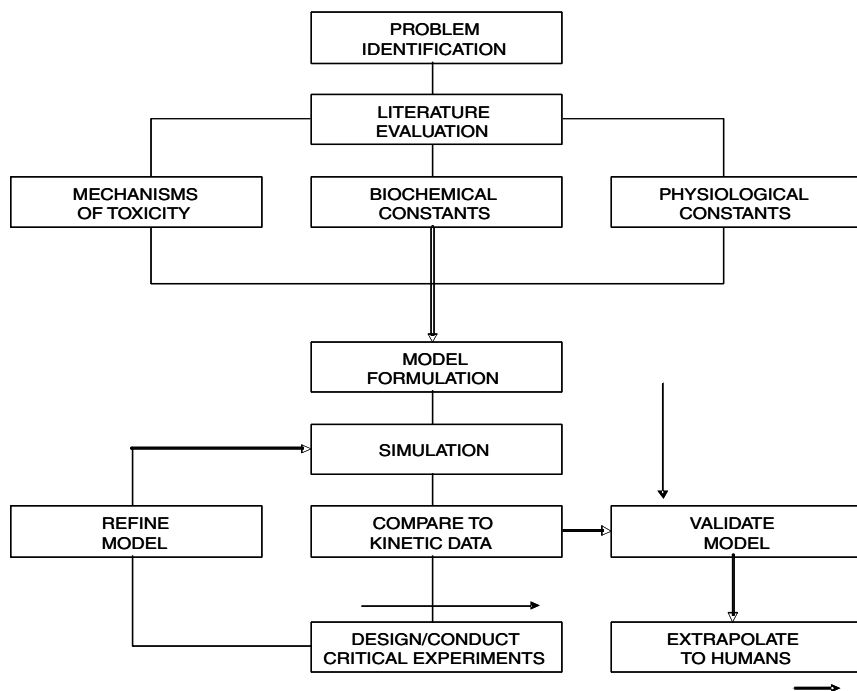 PROBLEM
IDENTIFICATION
LITERATURE
EVALUATION
MECHANISMS
OF TOXICITY
BIOCHEMICAL
CONSTANTS
PHYSIOLOGICAL
CONSTANTS
MODEL
FORMULATION
SIMULATION
REFINE
MODEL
COMPARE TO
KINETIC DATA
VALIDATE
MODEL
DESIGN/CONDUCT
CRITICAL EXPERIMENTS
EXTRAPOLATE
TO HUMANS